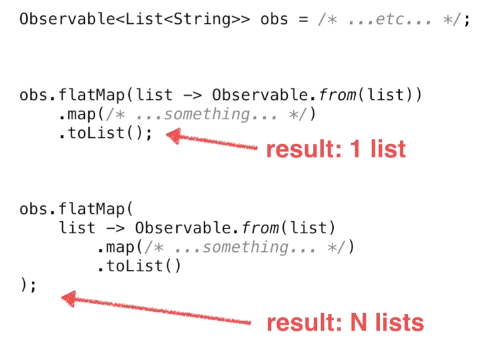 Observable<List<String>> obs = /* ...etc... */;
obs.flatMap(list -> Observable.from(list))
.map(/* ...something... */)
.toList();
result: 1 list
obs.flatMap(
list -> Observable.from(list)
.map(/* ...something... */)
.toList()
);
result: N lists